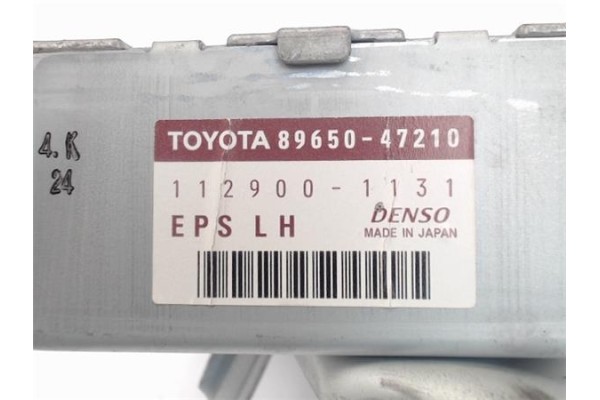 4.K
24
TOYOTA 89650-47210
112900-1131
EPS LH
DENSO
MADE IN JAPAN